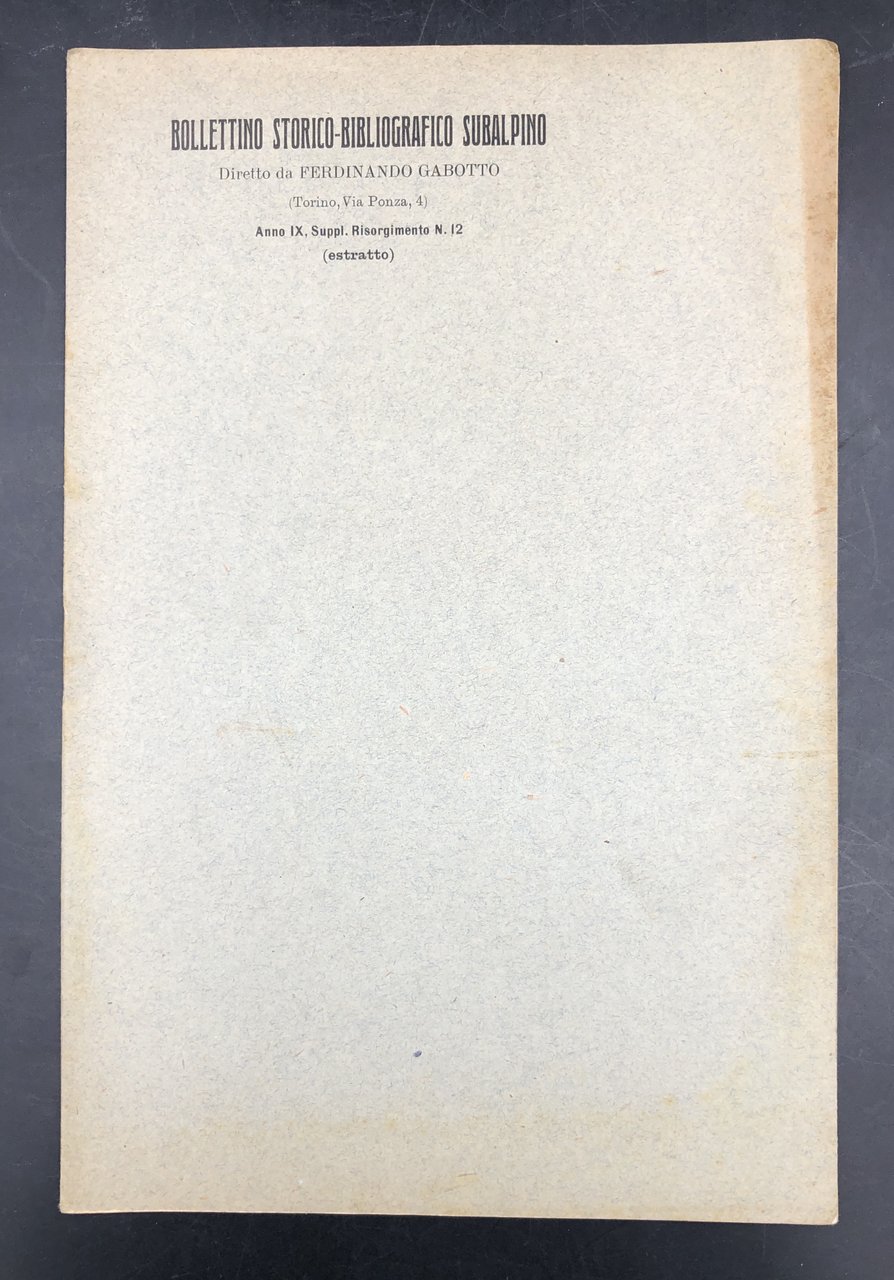 BOLLETTINO STORICO-BIBLIOGRAFICO SUBALPINO
Diretto da FERDINANDO GABOTTO
(Torino, Via Ponza, 4)
Anno IX, Suppl. Risorgimento N. 12
(estratto)